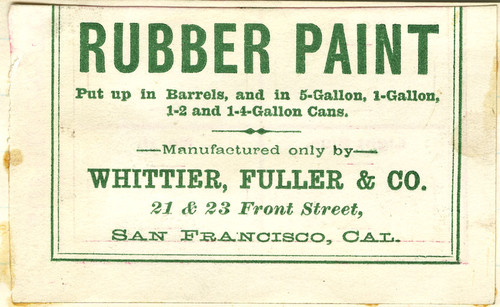 RUBBER PAINT
Put up in Barrels, and in 5-Gallon, 1-Gallon,
1-2 and 1-4-Gallon Cans.
—Manufactured only by—
WHITTIER, FULLER & CO.
21 & 23 Front Street,
SAN FRANCISCO, CAL.